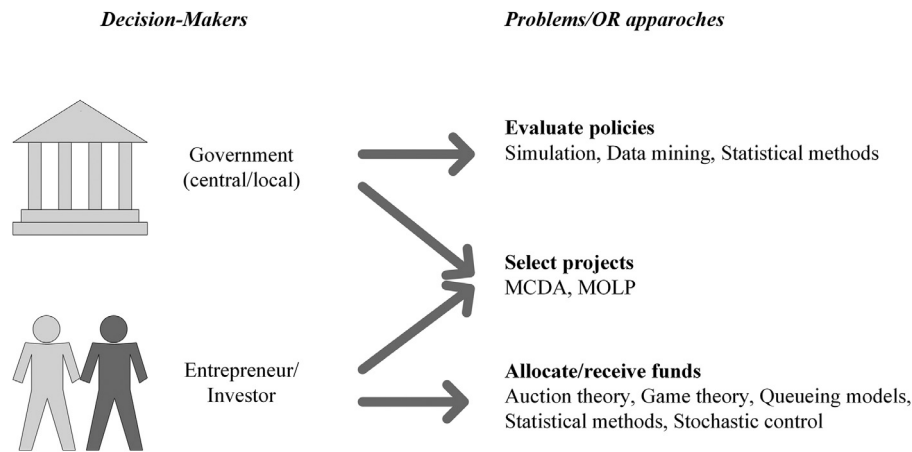 Decision-Makers
Problems/OR apparoches
Government
(central/local)
Evaluate policies
Simulation, Data mining, Statistical methods
Select projects
MCDA, MOLP
Entrepreneur/
Investor
Allocate/receive funds
Auction theory, Game theory, Queueing models,
Statistical methods, Stochastic control